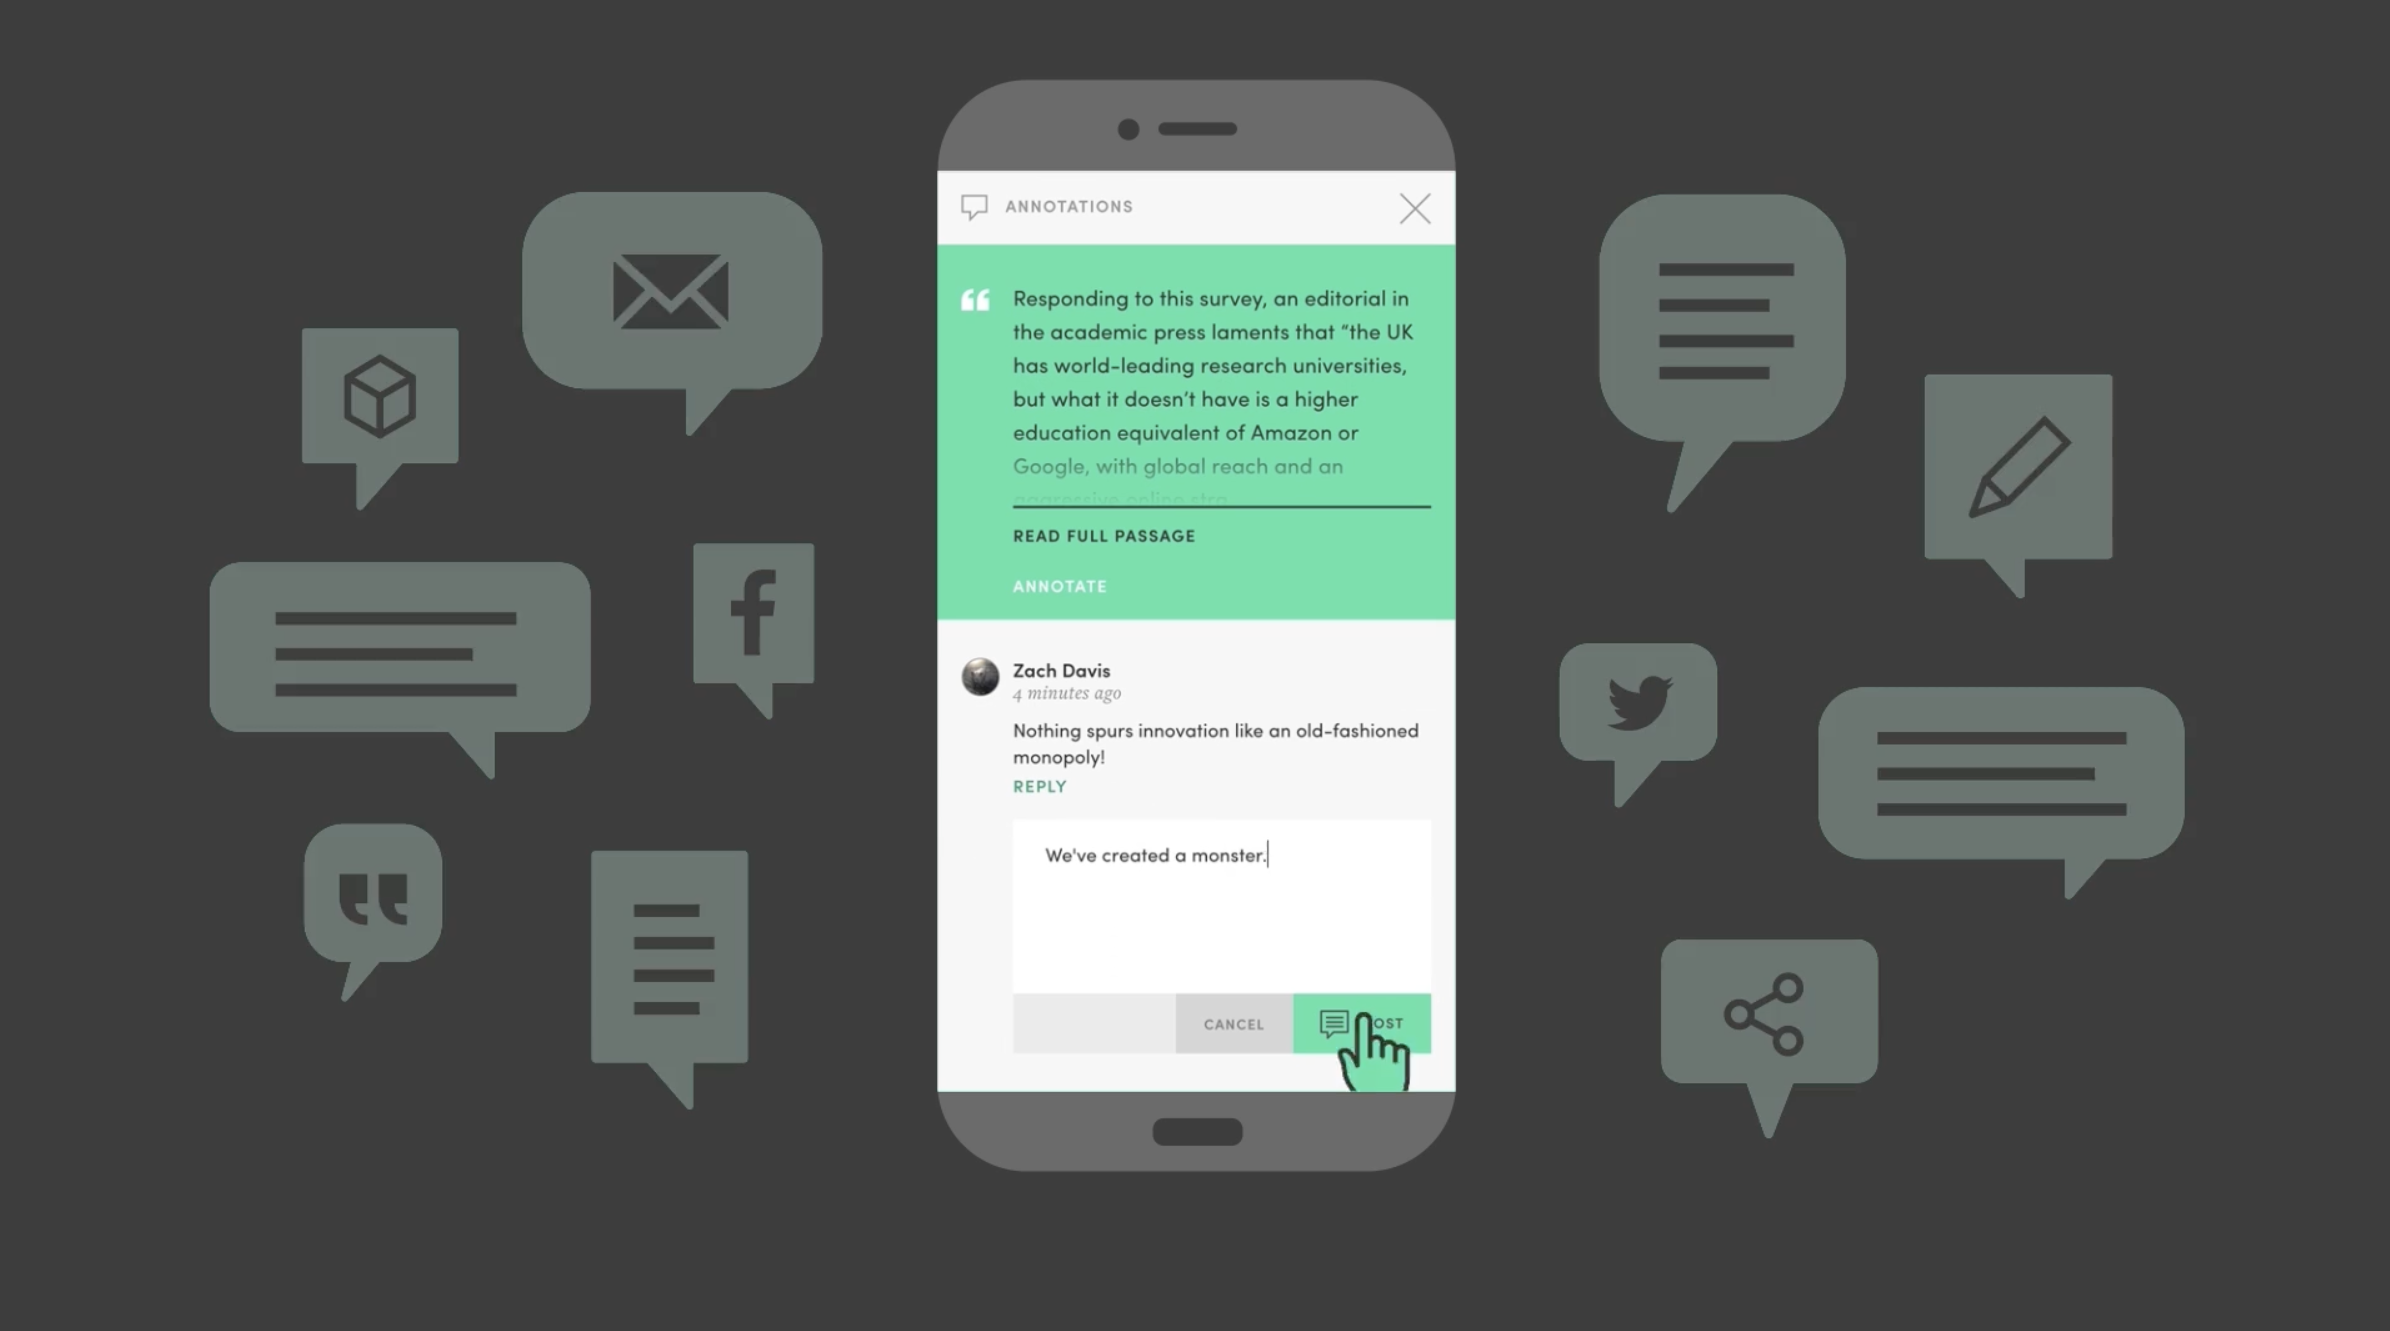 ANNOTATIONS
Responding to this survey, an editorial in
the academic press laments that “the UK
has world-leading research universities,
but what it doesn’t have is a higher
education equivalent of Amazon or
Google, with global reach and an
aggressive online stra
READ FULL PASSAGE
ANNOTATE
Zach Davis
4 minutes ago
Nothing spurs innovation like an old-fashioned
monopoly!
REPLY
We've created a monster.
CANCEL
OST